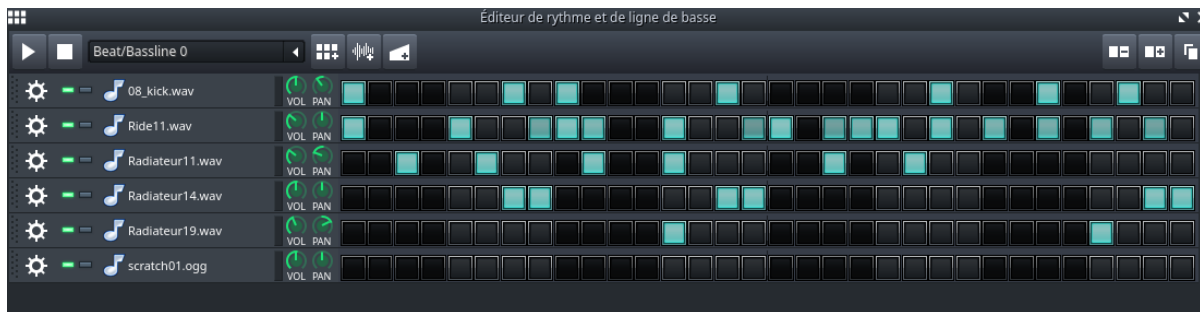 Éditeur de rythme et de ligne de basse
Beat/Bassline 0
08_kick.wav VOL PAN
Ride11.wav VOL PAN
Radiateur11.wav VOL PAN
Radiateur14.wav VOL PAN
Radiateur19.wav VOL PAN
scratch01.ogg VOL PAN